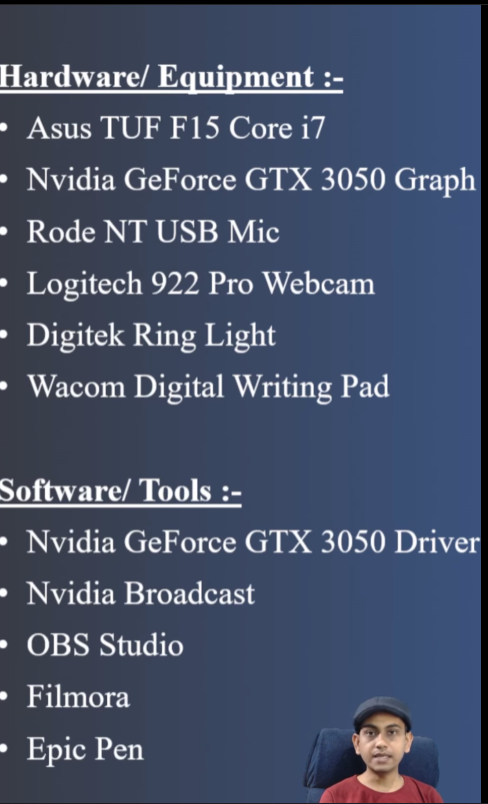 Hardware/ Equipment :-
• Asus TUF F15 Core i7
• Nvidia GeForce GTX 3050 Graph
• Rode NT USB Mic
• Logitech 922 Pro Webcam
• Digitek Ring Light
• Wacom Digital Writing Pad
Software/ Tools :-
• Nvidia GeForce GTX 3050 Driver
• Nvidia Broadcast
• OBS Studio
• Filmora
• Epic Pen